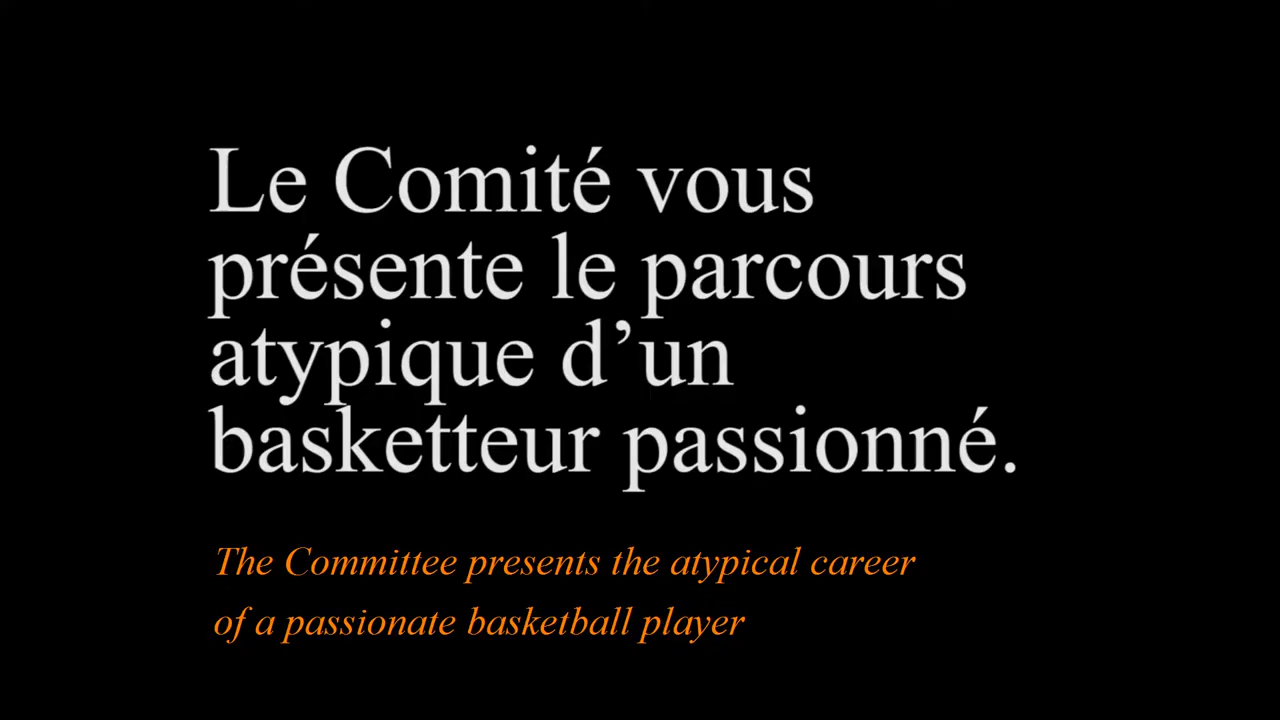 Le Comité vous
présente le parcours
atypique d’un
basketteur passionné.
The Committee presents the atypical career
of a passionate basketball player